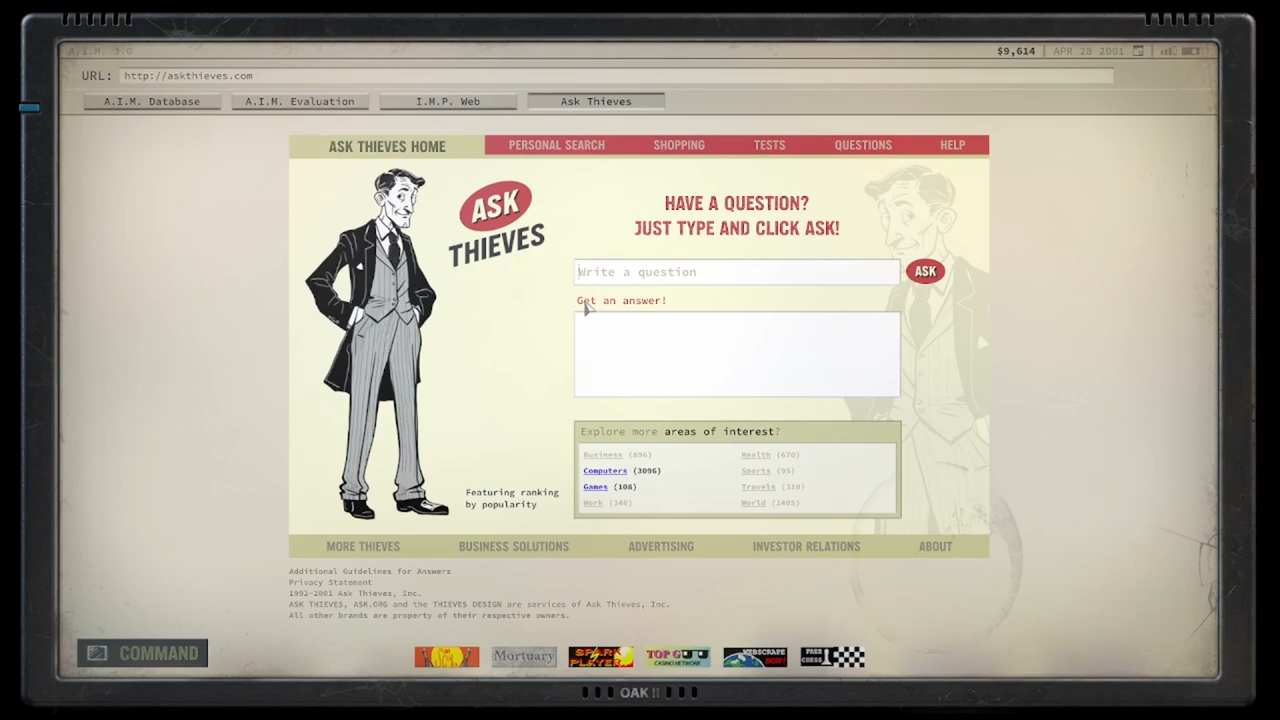 A.I.M. 3.0
$9,614 APR 28 2001
URL: http://askthieves.com
A.I.M. Database A.I.M. Evaluation I.M.P. Web Ask Thieves
ASK THIEVES HOME PERSONAL SEARCH SHOPPING TESTS QUESTIONS HELP
ASK
THIEVES
HAVE A QUESTION?
JUST TYPE AND CLICK ASK!
Write a question ASK
Get an answer!
Explore more areas of interest?
Business (896) Health (670)
Computers (3096) Sports (95)
Games (108) Travels (310)
Work (346) World (1405)
Featuring ranking
by popularity
MORE THIEVES BUSINESS SOLUTIONS ADVERTISING INVESTOR RELATIONS ABOUT
Additional Guidelines for Answers
Privacy Statement
1992-2001 Ask Thieves, Inc.
ASK THIEVES, ASK.ORG and the THIEVES DESIGN are services of Ask Thieves, Inc.
All other brands are property of their respective owners.
COMMAND
Mortuary
SPARK PLAYER
TOP GUU
CASINO NETWORK
WEBSCRAPE
NOW!
FREE
CHESS
OAK II